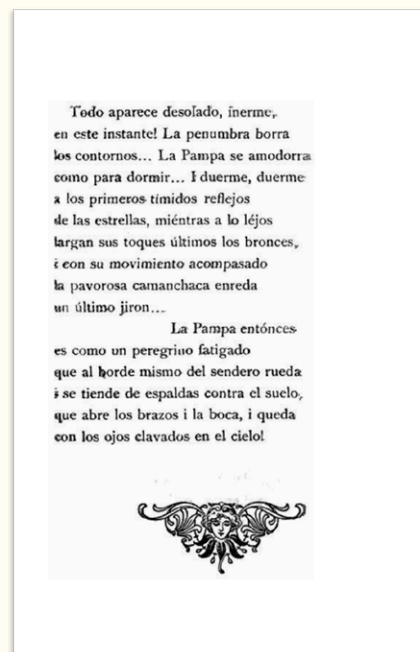 Todo aparece desolado, inerme,
en este instante! La penumbra borra
los contornos... La Pampa se amodorra
como para dormir... I duerme, duerme
a los primeros tímidos reflejos
de las estrellas, miéntras a lo léjos
largan sus toques últimos los bronces,
i con su movimiento acompasado
la pavorosa camanchaca enreda
un último jiron...
La Pampa entónces
es como un peregrino fatigado
que al borde mismo del sendero rueda
i se tiende de espaldas contra el suelo,
que abre los brazos i la boca, i queda
con los ojos clavados en el cielo!